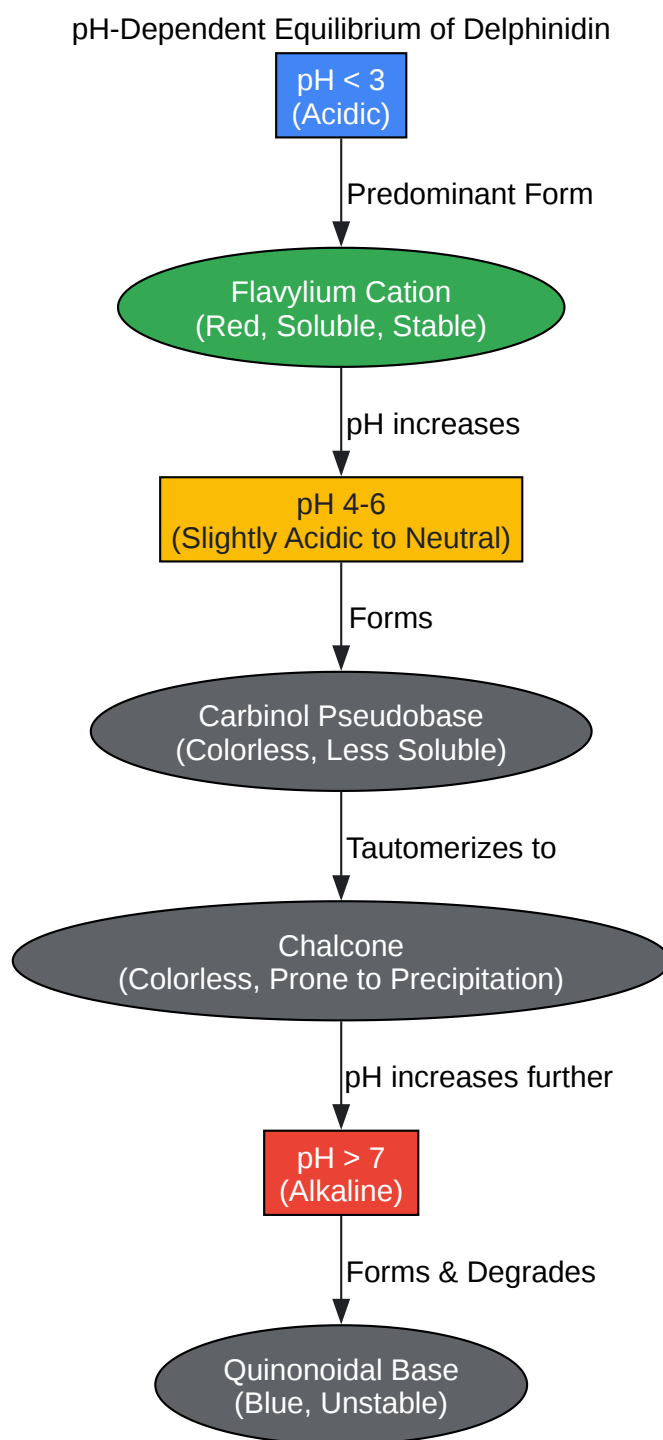 pH-Dependent Equilibrium of Delphinidin
pH < 3
(Acidic)
Predominant Form
Flavylium Cation
(Red, Soluble, Stable)
pH increases
pH 4-6
(Slightly Acidic to Neutral)
Forms
Carbinol Pseudobase
(Colorless, Less Soluble)
Tautomerizes to
Chalcone
(Colorless, Prone to Precipitation)
pH increases further
pH > 7
(Alkaline)
Forms & Degrades
Quinonoidal Base
(Blue, Unstable)